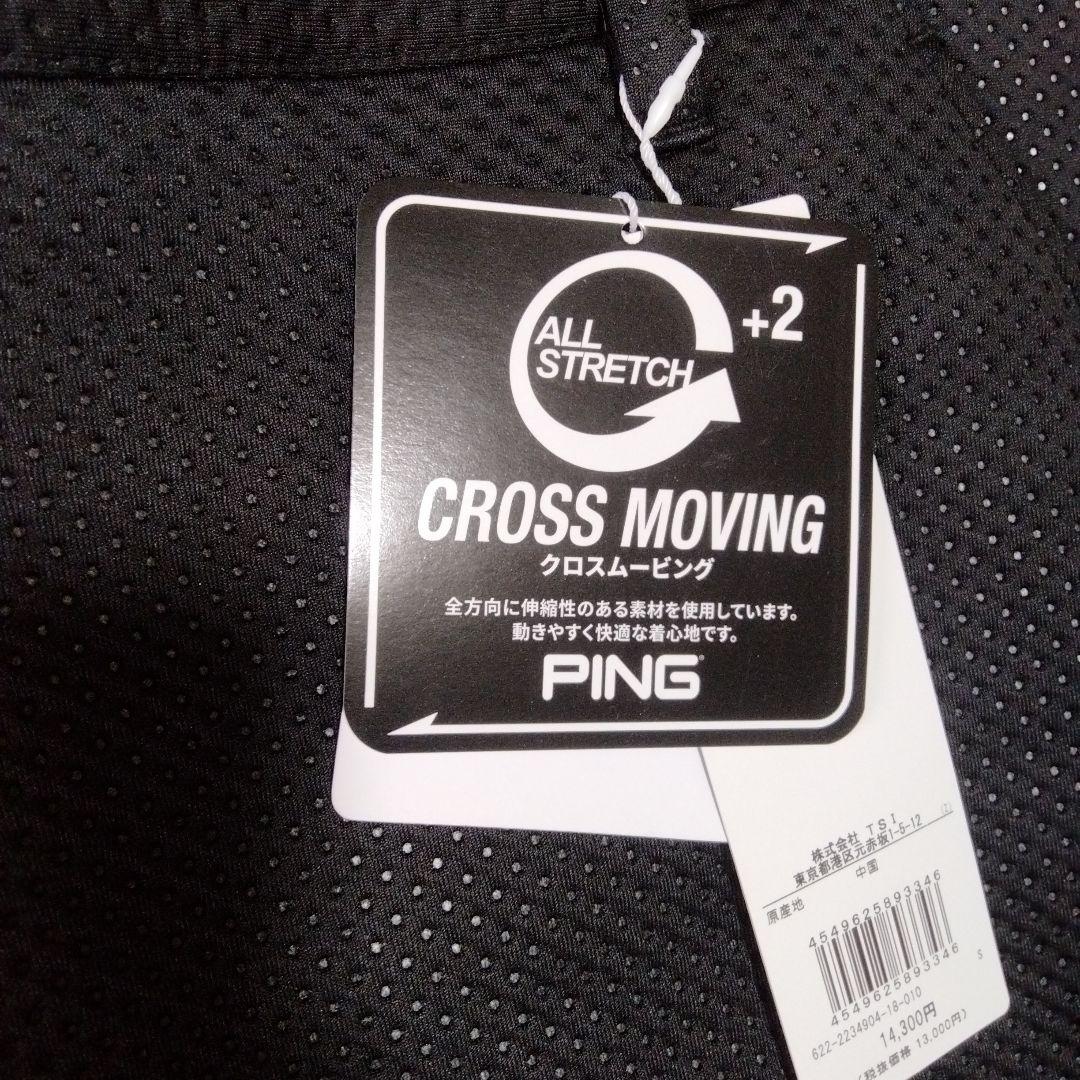 ALL
STRETCH
+2
CROSS MOVING
クロスムービング
全方向に伸縮性のある素材を使用しています。
動きやすく快適な着心地です。
PING
株式会社 TSI (Z)
東京都港区元赤坂1-5-12
原産地 中国
4549625893346
4549625893346
S
622-2234904-18-010
14,300円
(税抜価格 13,000円)